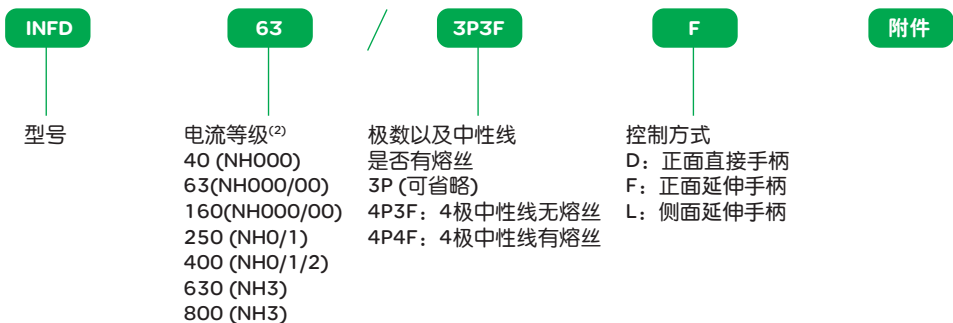 INFD 63 / 3P3F F 附件
型号
电流等级(2)
40 (NH000)
63(NH000/00)
160(NH000/00)
250 (NH0/1)
400 (NH0/1/2)
630 (NH3)
800 (NH3)
极数以及中性线
是否有熔丝
3P (可省略)
4P3F：4极中性线无熔丝
4P4F：4极中性线有熔丝
控制方式
D：正面直接手柄
F：正面延伸手柄
L：侧面延伸手柄